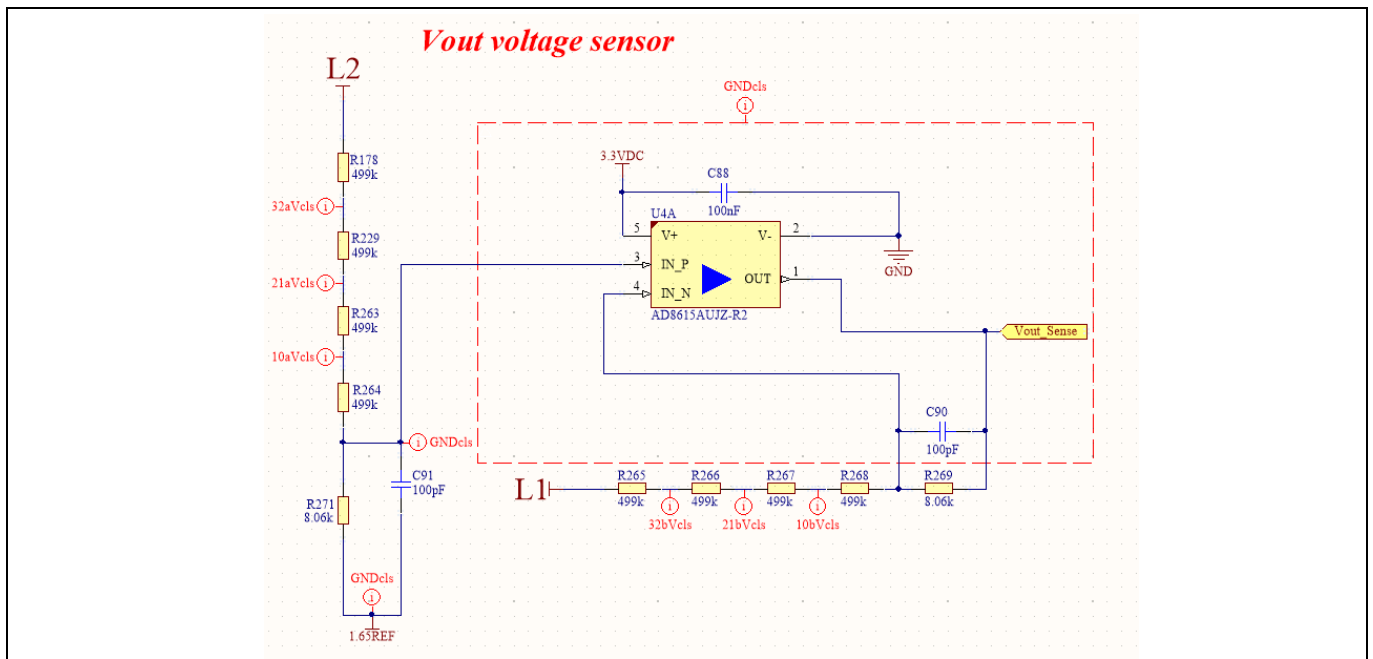 Vout voltage sensor
L2
GNDcls
R178
499k
3.3VDC
C88
100nF
32aVcls
U4A
5
V+
V-
2
R229
499k
3
IN_P
GND
21aVcls
OUT
1
4
IN_N
R263
499k
AD8615AUJZ-R2
Vout_Sense
10aVcls
R264
499k
C90
100pF
GNDcls
C91
100pF
R265
R266
R267
R268
R269
L1
499k
499k
499k
499k
8.06k
R271
8.06k
32bVcls
21bVcls
10bVcls
GNDcls
1.65REF